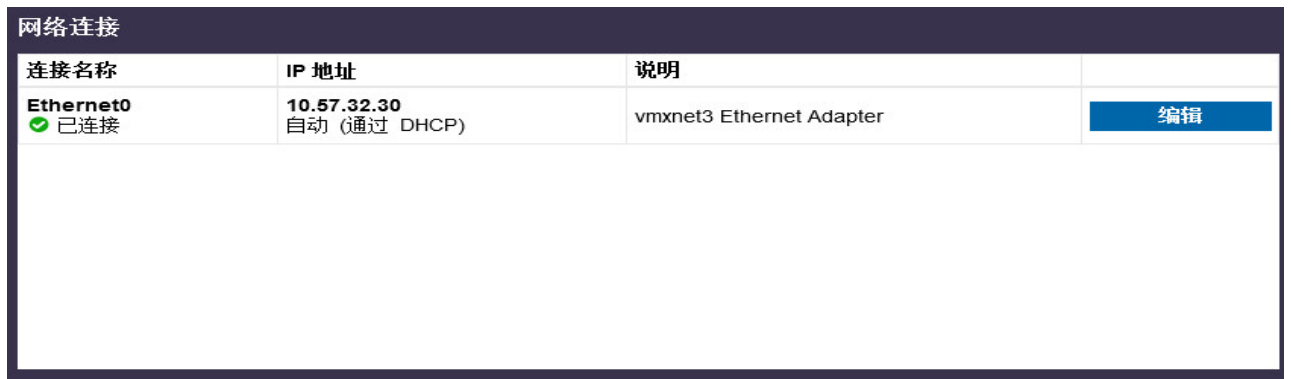 网络连接
连接名称 IP 地址 说明
Ethernet0 10.57.32.30 vmxnet3 Ethernet Adapter 编辑
已连接 自动 (通过 DHCP)